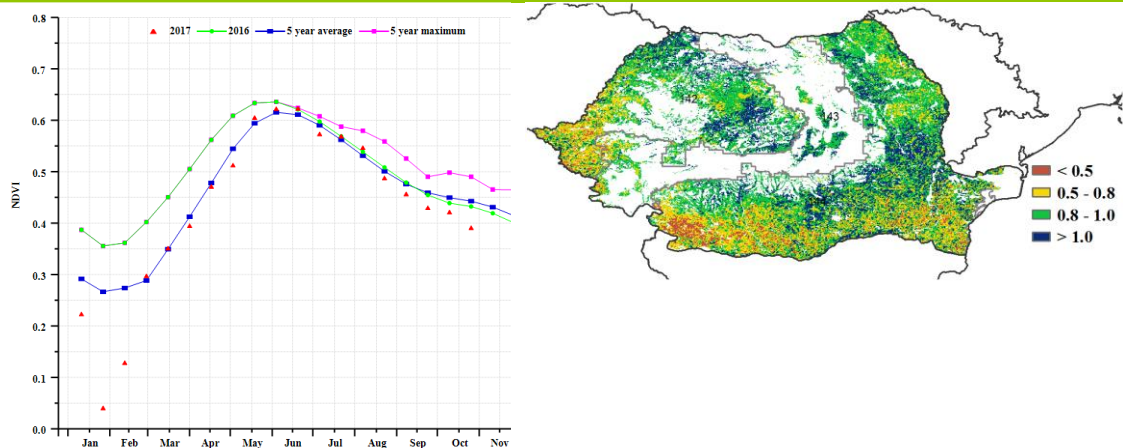 0.8
2017 2016 5 year average 5 year maximum
0.7
0.6
0.5
0.4
0.3
0.2
0.1
0.0
NDVI
Jan Feb Mar Apr May Jun Jul Aug Sep Oct Nov
143
< 0.5
0.5 - 0.8
0.8 - 1.0
> 1.0